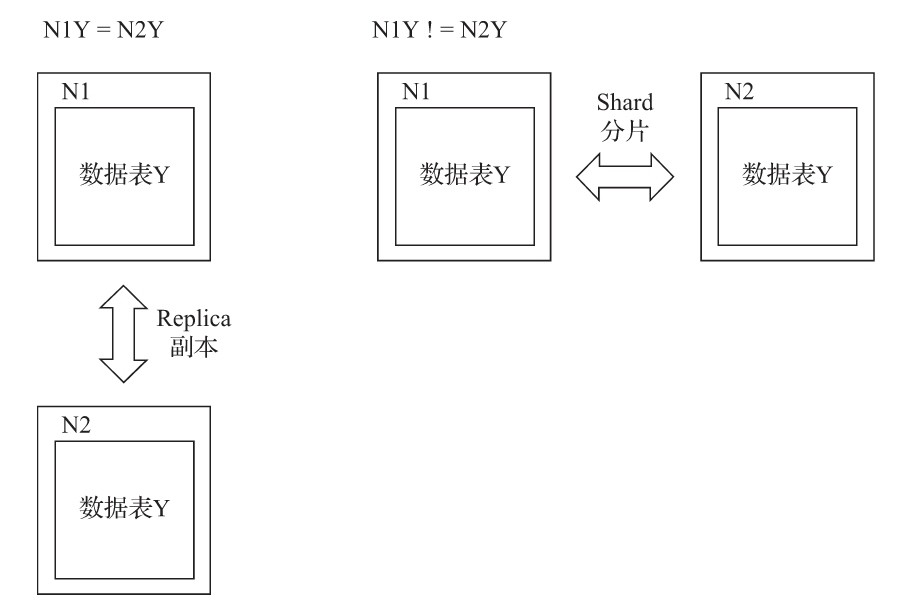 N1Y = N2Y
N1
数据表Y
Replica
副本
N2
数据表Y
N1Y ! = N2Y
N1
数据表Y
Shard
分片
N2
数据表Y